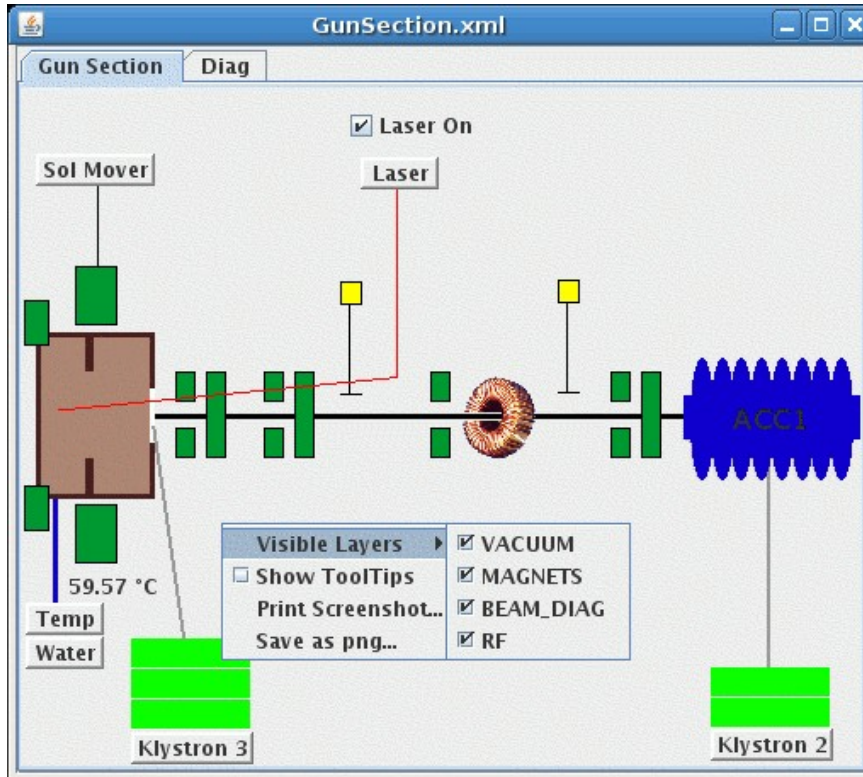 GunSection.xml
Gun Section
Diag
Laser On
Sol Mover
Laser
ACC1
Visible Layers
VACUUM
Show ToolTips
MAGNETS
59.57 °C
Print Screenshot...
BEAM_DIAG
Temp
Save as png...
RF
Water
Klystron 3
Klystron 2